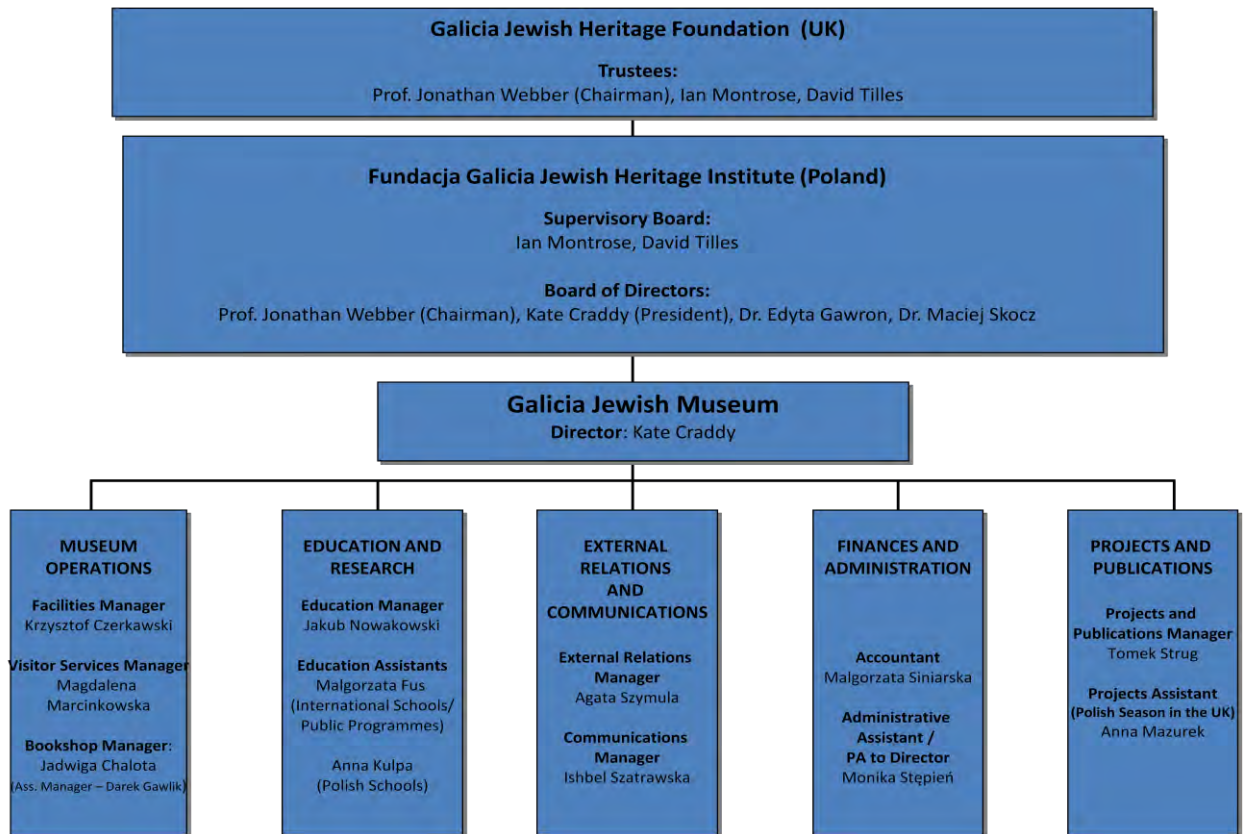 Galicia Jewish Heritage Foundation (UK)
Trustees:
Prof. Jonathan Webber (Chairman), Ian Montrose, David Tilles
Fundacja Galicia Jewish Heritage Institute (Poland)
Supervisory Board:
Ian Montrose, David Tilles
Board of Directors:
Prof. Jonathan Webber (Chairman), Kate Craddy (President), Dr. Edyta Gawron, Dr. Maciej Skocz
Galicia Jewish Museum
Director: Kate Craddy
MUSEUM
OPERATIONS
Facilities Manager
Krzysztof Czerkawski
Visitor Services Manager
Magdalena
Marcinkowska
Bookshop Manager:
Jadwiga Chalota
(Ass. Manager – Darek Gawlik)
EDUCATION AND
RESEARCH
Education Manager
Jakub Nowakowski
Education Assistants
Malgorzata Fus
(International Schools/
Public Programmes)
Anna Kulpa
(Polish Schools)
EXTERNAL
RELATIONS
AND
COMMUNICATIONS
External Relations
Manager
Agata Szymula
Communications
Manager
Ishbel Szatrawska
FINANCES AND
ADMINISTRATION
Accountant
Malgorzata Siniarska
Administrative
Assistant /
PA to Director
Monika Stępień
PROJECTS AND
PUBLICATIONS
Projects and
Publications Manager
Tomek Strug
Projects Assistant
(Polish Season in the UK)
Anna Mazurek